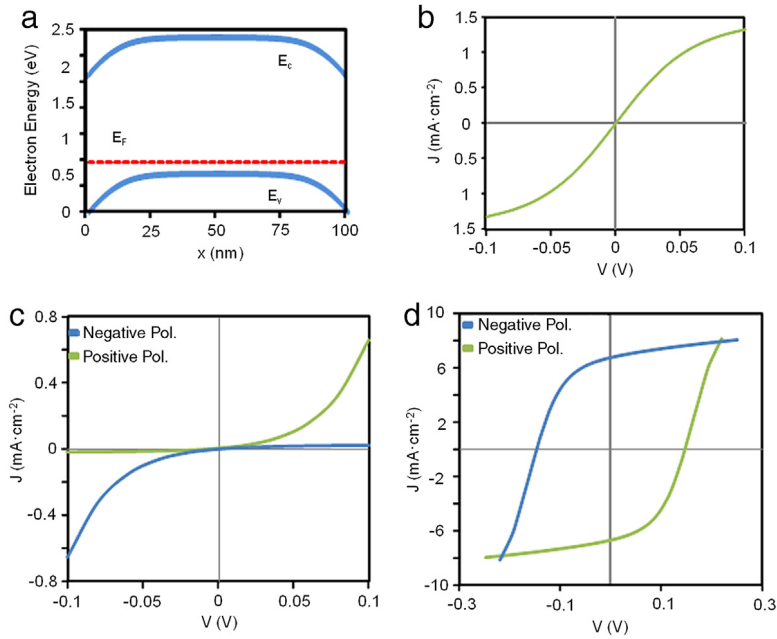 a
2.5
2
1.5
1
0.5
0
Electron Energy (eV)
E_c
E_F
E_v
0
25
50
75
100
x (nm)
b
1.5
1
0.5
0
0.5
1
1.5
J (mA·cm⁻²)
-0.1
-0.05
0
0.05
0.1
V (V)
c
Negative Pol.
Positive Pol.
0.8
0.4
0
-0.4
-0.8
J (mA·cm⁻²)
-0.1
-0.05
0
0.05
0.1
V (V)
d
Negative Pol.
Positive Pol.
10
6
2
-2
-6
-10
J (mA·cm⁻²)
-0.3
-0.1
0.1
0.3
V (V)